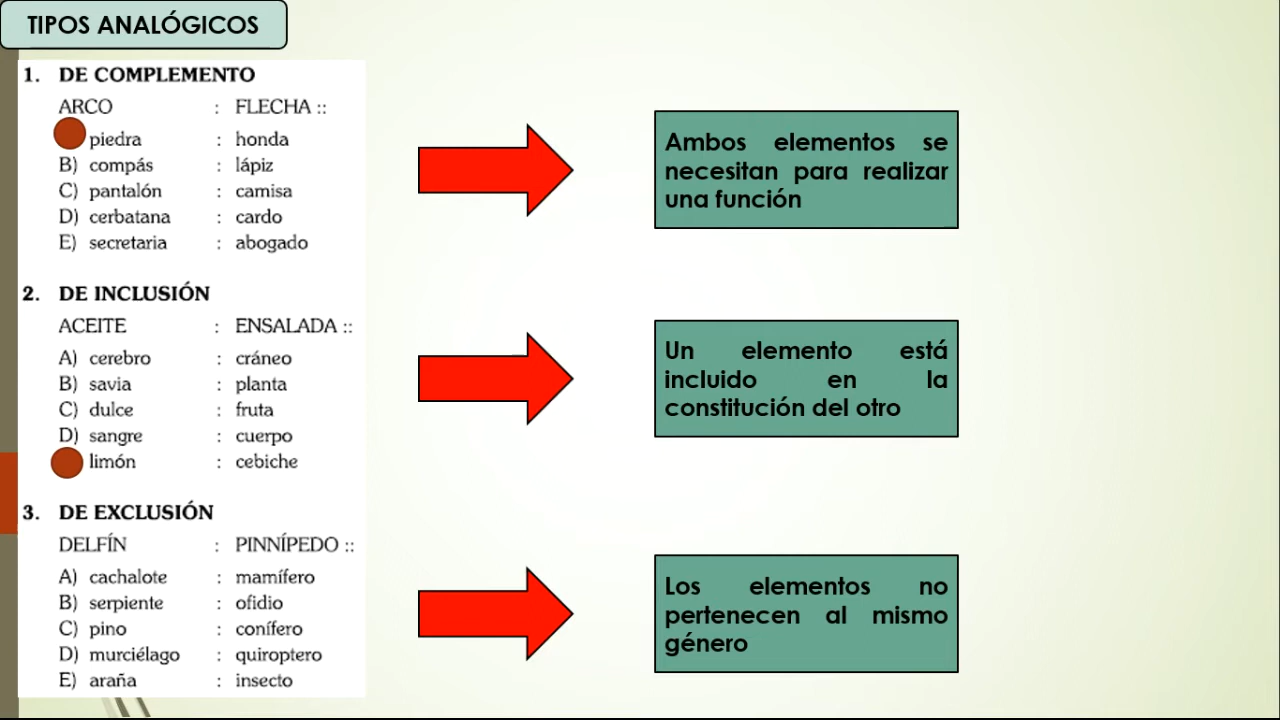 TIPOS ANALÓGICOS
1. DE COMPLEMENTO
ARCO : FLECHA ::
piedra : honda
B) compás : lápiz
C) pantalón : camisa
D) cerbatana : cardo
E) secretaria : abogado
Ambos elementos se
necesitan para realizar
una función
2. DE INCLUSIÓN
ACEITE : ENSALADA ::
A) cerebro : cráneo
B) savia : planta
C) dulce : fruta
D) sangre : cuerpo
limón : cebiche
Un elemento está
incluido en la
constitución del otro
3. DE EXCLUSIÓN
DELFÍN : PINNÍPEDO ::
A) cachalote : mamífero
B) serpiente : ofidio
C) pino : conífero
D) murciélago : quiroptero
E) araña : insecto
Los elementos no
pertenecen al mismo
género